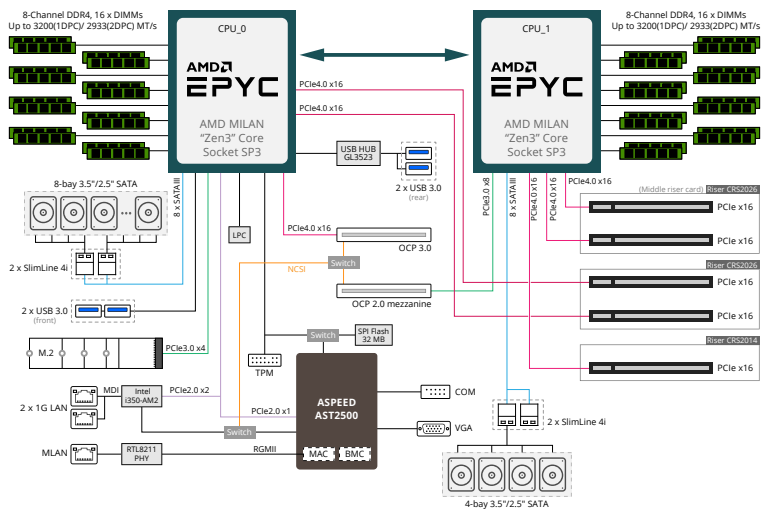 8-Channel DDR4, 16 x DIMMs
Up to 3200(1DPC)/ 2933(2DPC) MT/s
CPU_0
AMD
EPYC
AMD MILAN
“Zen3” Core
Socket SP3
CPU_1
AMD
EPYC
AMD MILAN
“Zen3” Core
Socket SP3
8-Channel DDR4, 16 x DIMMs
Up to 3200(1DPC)/ 2933(2DPC) MT/s
PCIe4.0 x16
PCIe4.0 x16
USB HUB
GL3523
2 x USB 3.0
(rear)
8-bay 3.5"/2.5" SATA
8 x SATAIII
2 x SlimLine 4i
LPC
PCIe4.0 x16
OCP 3.0
NCSI
Switch
OCP 2.0 mezzanine
PCIe3.0 x8
8 x SATAIII
PCIe4.0 x16
PCIe4.0 x16
PCIe4.0 x16
(Middle riser card)
Riser CRS2026
PCIe x16
PCIe x16
Riser CRS2026
PCIe x16
PCIe x16
Riser CRS2014
PCIe x16
2 x USB 3.0
(front)
M.2
PCIe3.0 x4
TPM
Switch
SPI Flash
32 MB
ASPEED
AST2500
MAC
BMC
COM
VGA
2 x 1G LAN
MDI
Intel
i350-AM2
PCIe2.0 x2
PCIe2.0 x1
Switch
MLAN
RTL8211
PHY
RGMII
2 x SlimLine 4i
4-bay 3.5"/2.5" SATA